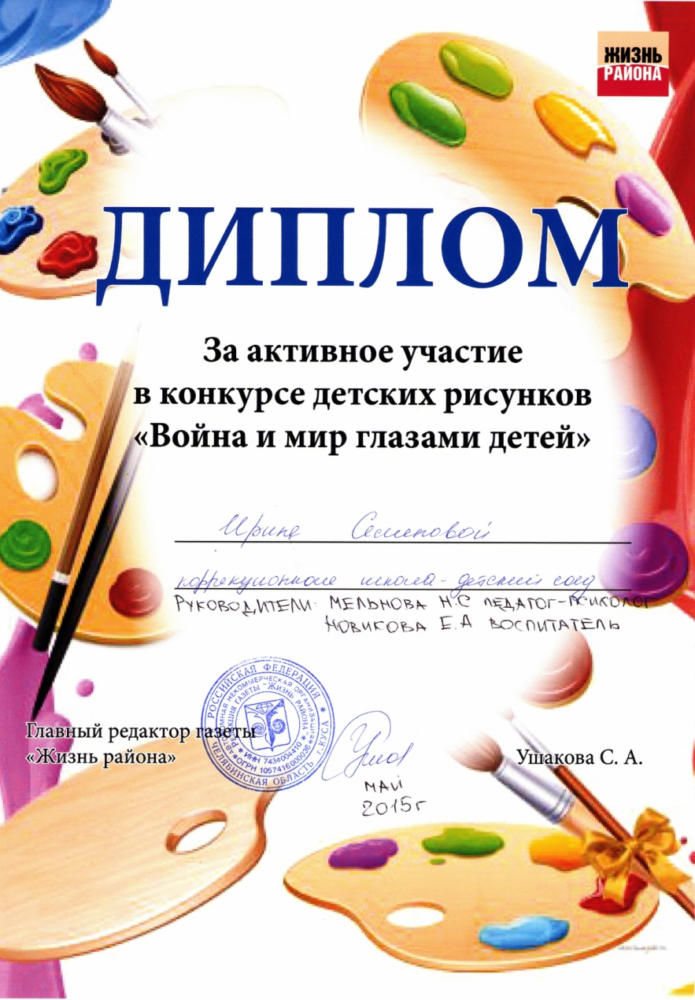 ЖИЗНЬ
РАЙОНА
ДИПЛОМ
За активное участие
в конкурсе детских рисунков
«Война и мир глазами детей»
Ирине Семеновой
коррекционная школа-детский сад
РУКОВОДИТЕЛИ: МЕЛЬНОВА Н.С ПЕДАГОГ-ПСИХОЛОГ
НОВИКОВА Е.А ВОСПИТАТЕЛЬ
Главный редактор газеты
«Жизнь района»
РОССИЙСКАЯ ФЕДЕРАЦИЯ * ЧЕЛЯБИНСКАЯ ОБЛАСТЬ Г. КУСА *
АВТОНОМНАЯ НЕКОММЕРЧЕСКАЯ ОРГАНИЗАЦИЯ * ОГРН 1057416000036 *
РЕДАКЦИЯ ГАЗЕТЫ "ЖИЗНЬ РАЙОНА" * ИНН 7434004410 *
Ушакова С. А.
МАЙ
2015г